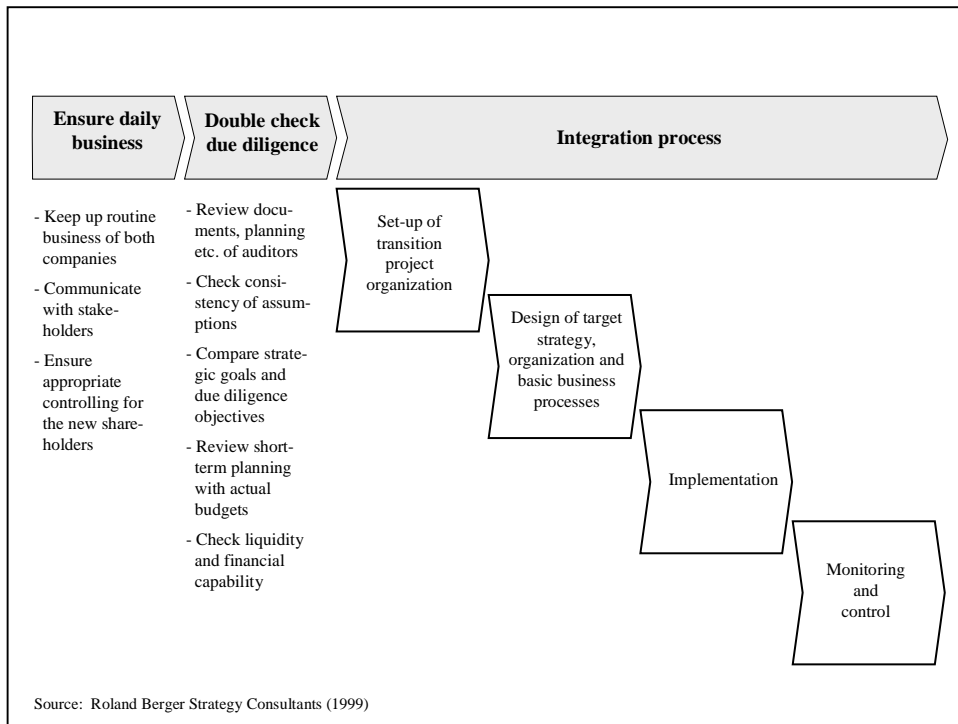 Ensure daily
business
Double check
due diligence
Integration process
- Keep up routine
business of both
companies
- Communicate
with stake-
holders
- Ensure
appropriate
controlling for
the new share-
holders
- Review docu-
ments, planning
etc. of auditors
- Check consi-
stency of assum-
ptions
- Compare strate-
gic goals and
due diligence
objectives
- Review short-
term planning
with actual
budgets
- Check liquidity
and financial
capability
Set-up of
transition
project
organization
Design of target
strategy,
organization and
basic business
processes
Implementation
Monitoring
and
control
Source: Roland Berger Strategy Consultants (1999)